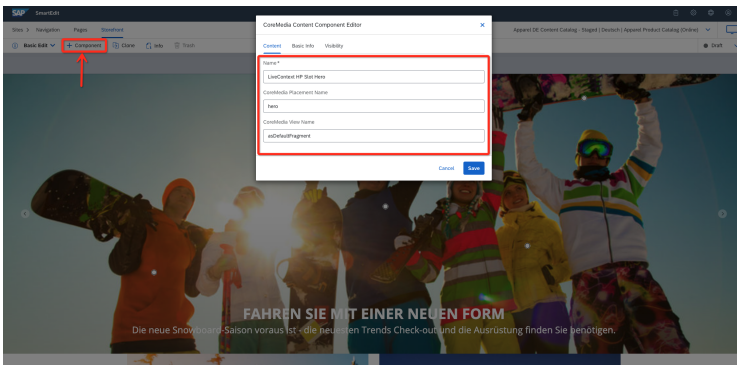 SAP SmartEdit
Sites > Navigation Pages Storefront
Apparel DE Content Catalog - Staged | Deutsch | Apparel Product Catalog (Online)
Basic Edit + Component Clone Sync Trash
Draft
CoreMedia Content Component Editor
Content Basic Info Visibility
Name*
LiveContext HP Slot Hero
CoreMedia Placement Name
hero
CoreMedia View Name
asDefaultFragment
Cancel Save
FAHREN SIE MIT EINER NEUEN FORM
Die neue Snowboard-Saison voraus ist - die neuesten Trends Check-out und die Ausrüstung finden Sie benötigen.